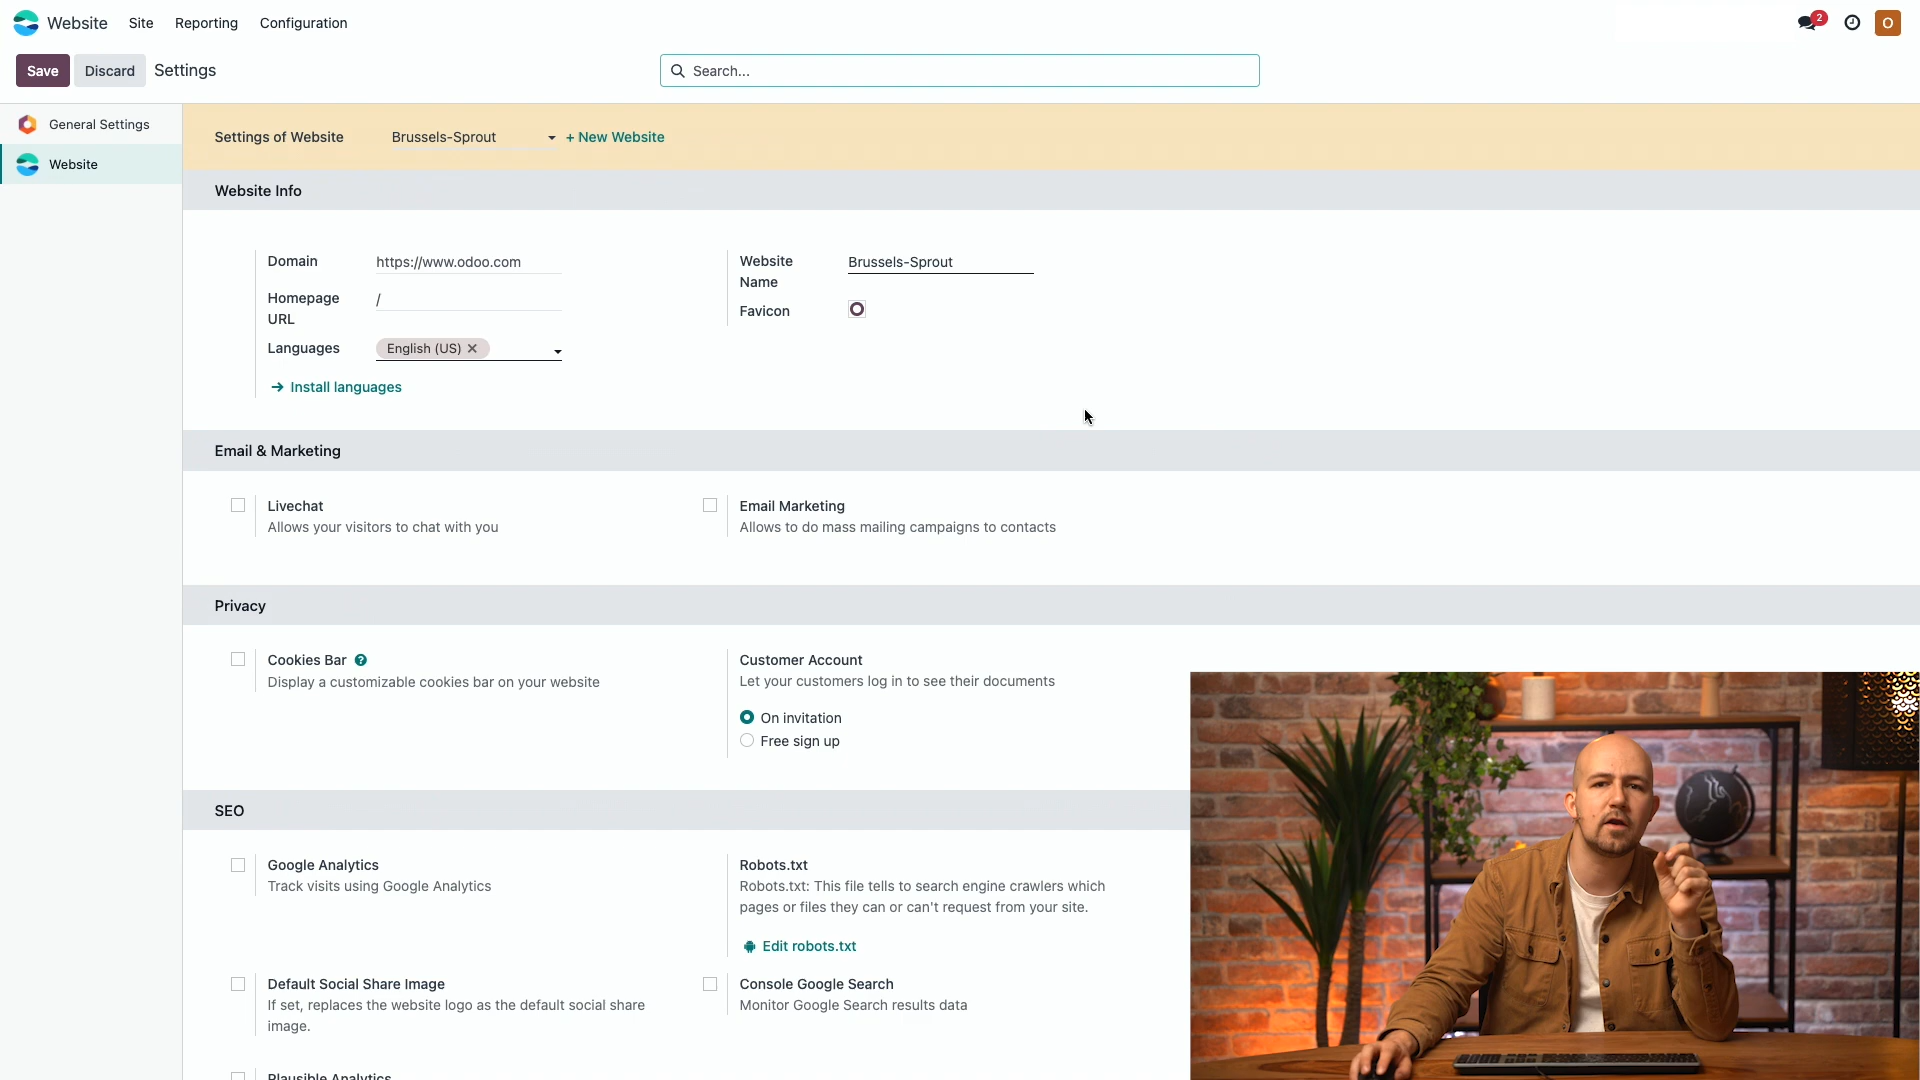 Website Site Reporting Configuration 2 O
Save Discard Settings Search...
General Settings
Website
Settings of Website Brussels-Sprout + New Website
Website Info
Domain https://www.odoo.com
Website Name Brussels-Sprout
Homepage URL /
Favicon
Languages English (US)
Install languages
Email & Marketing
Livechat
Allows your visitors to chat with you
Email Marketing
Allows to do mass mailing campaigns to contacts
Privacy
Cookies Bar ?
Display a customizable cookies bar on your website
Customer Account
Let your customers log in to see their documents
On invitation
Free sign up
SEO
Google Analytics
Track visits using Google Analytics
Robots.txt
Robots.txt: This file tells to search engine crawlers which
pages or files they can or can't request from your site.
Edit robots.txt
Default Social Share Image
If set, replaces the website logo as the default social share
image.
Console Google Search
Monitor Google Search results data
Plausible Analytics